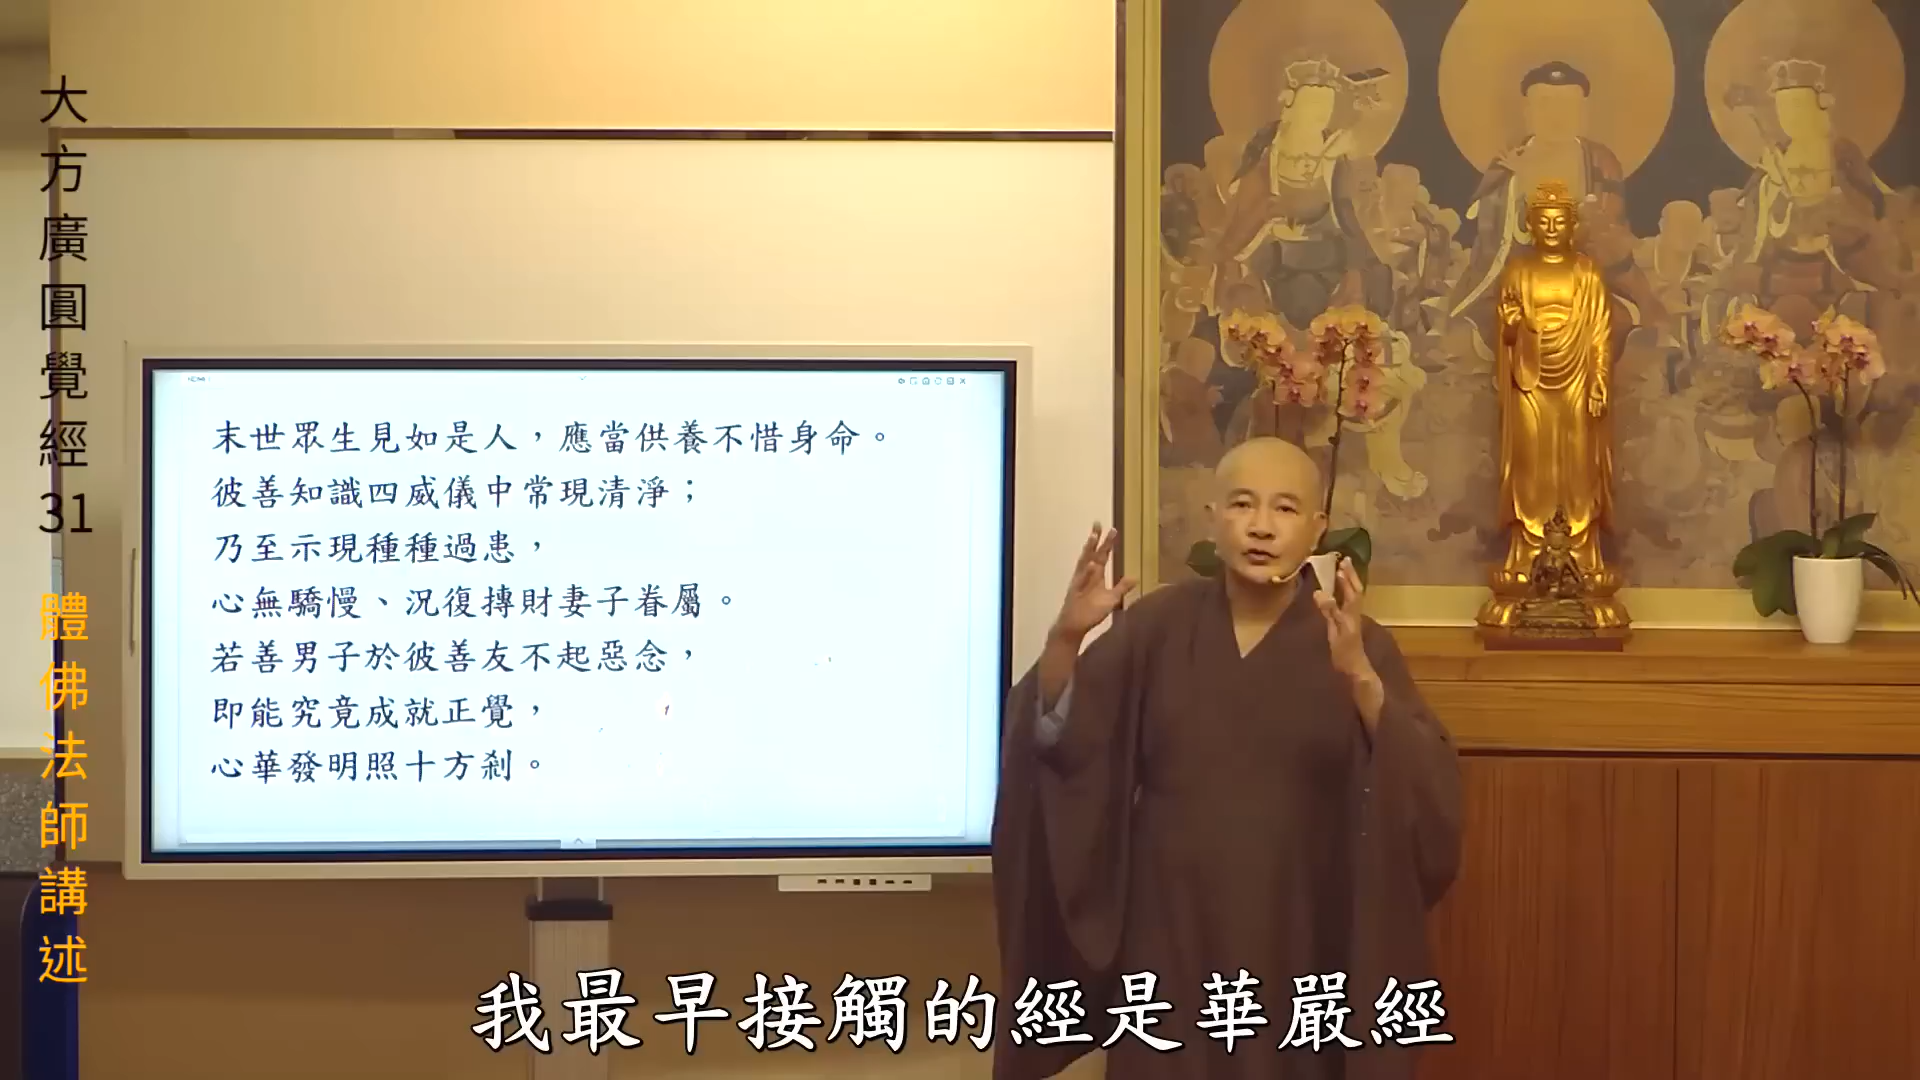 大方廣圓覺經31 體佛法師講述
末世眾生見如是人，應當供養不惜身命。
彼善知識四威儀中常現清淨；
乃至示現種種過患，
心無驕慢、況復摶財妻子眷屬。
若善男子於彼善友不起惡念，
即能究竟成就正覺，
心華發明照十方剎。
我最早接觸的經是華嚴經